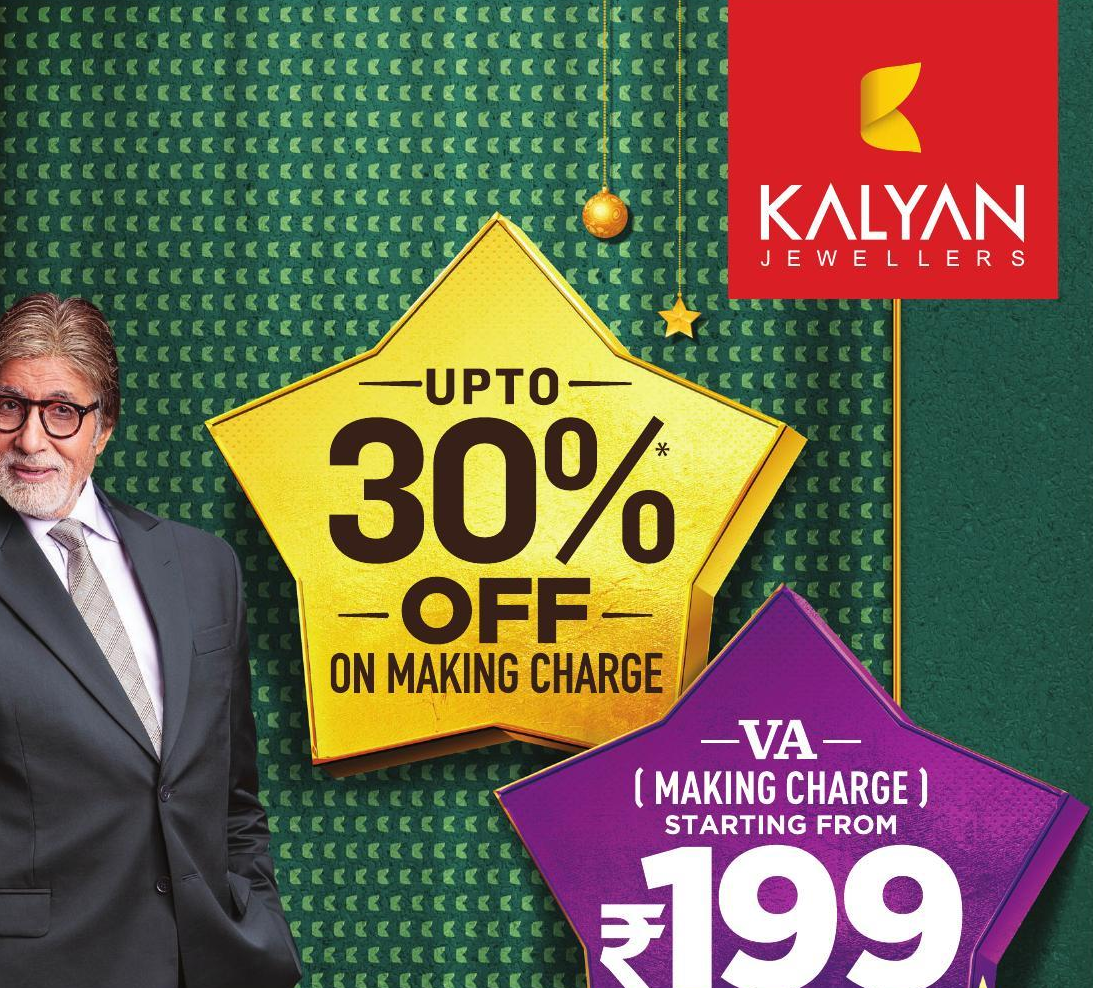 KALYAN
JEWELLERS
UPTO
30%*
OFF
ON MAKING CHARGE
VA
( MAKING CHARGE )
STARTING FROM
₹199